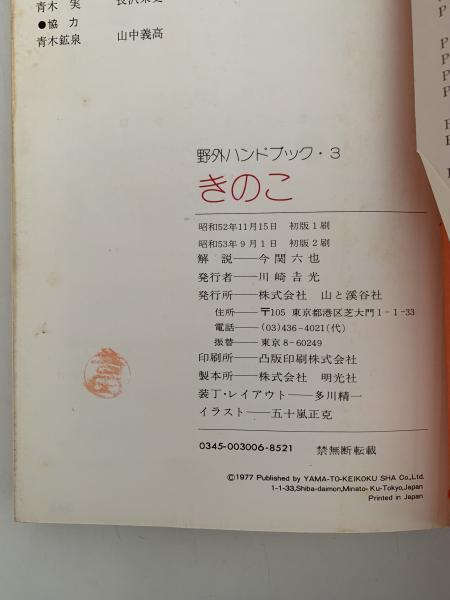 青木 実
●協 力
青木鉱泉 山中義高
野外ハンドブック・3
きのこ
昭和52年11月15日 初版1刷
昭和53年9月1日 初版2刷
解 説——今関六也
発行者——川崎吉光
発行所——株式会社 山と溪谷社
住所——〒105 東京都港区芝大門1-1-33
電話——(03)436-4021(代)
振替——東京8-60249
印刷所——凸版印刷株式会社
製本所——株式会社 明光社
装丁・レイアウト——多川精一
イラスト——五十嵐正克
0345-003006-8521 禁無断転載
©1977 Published by YAMA-TO-KEIKOKU SHA Co.,Ltd.
1-1-33,Shiba-daimon,Minato-Ku-Tokyo,Japan
Printed in Japan